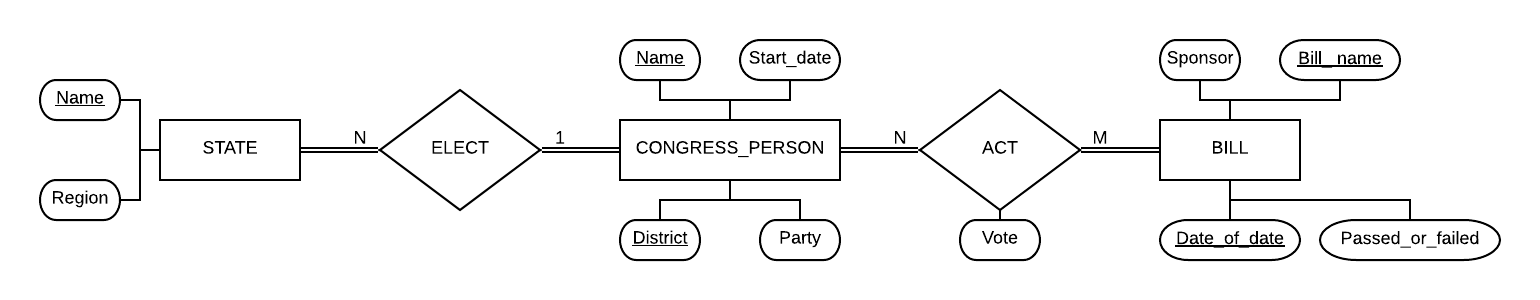 Name
Start_date
Sponsor
Bill_name
Name
STATE
N
ELECT
1
CONGRESS_PERSON
N
ACT
M
BILL
Region
District
Party
Vote
Date_of_date
Passed_or_failed